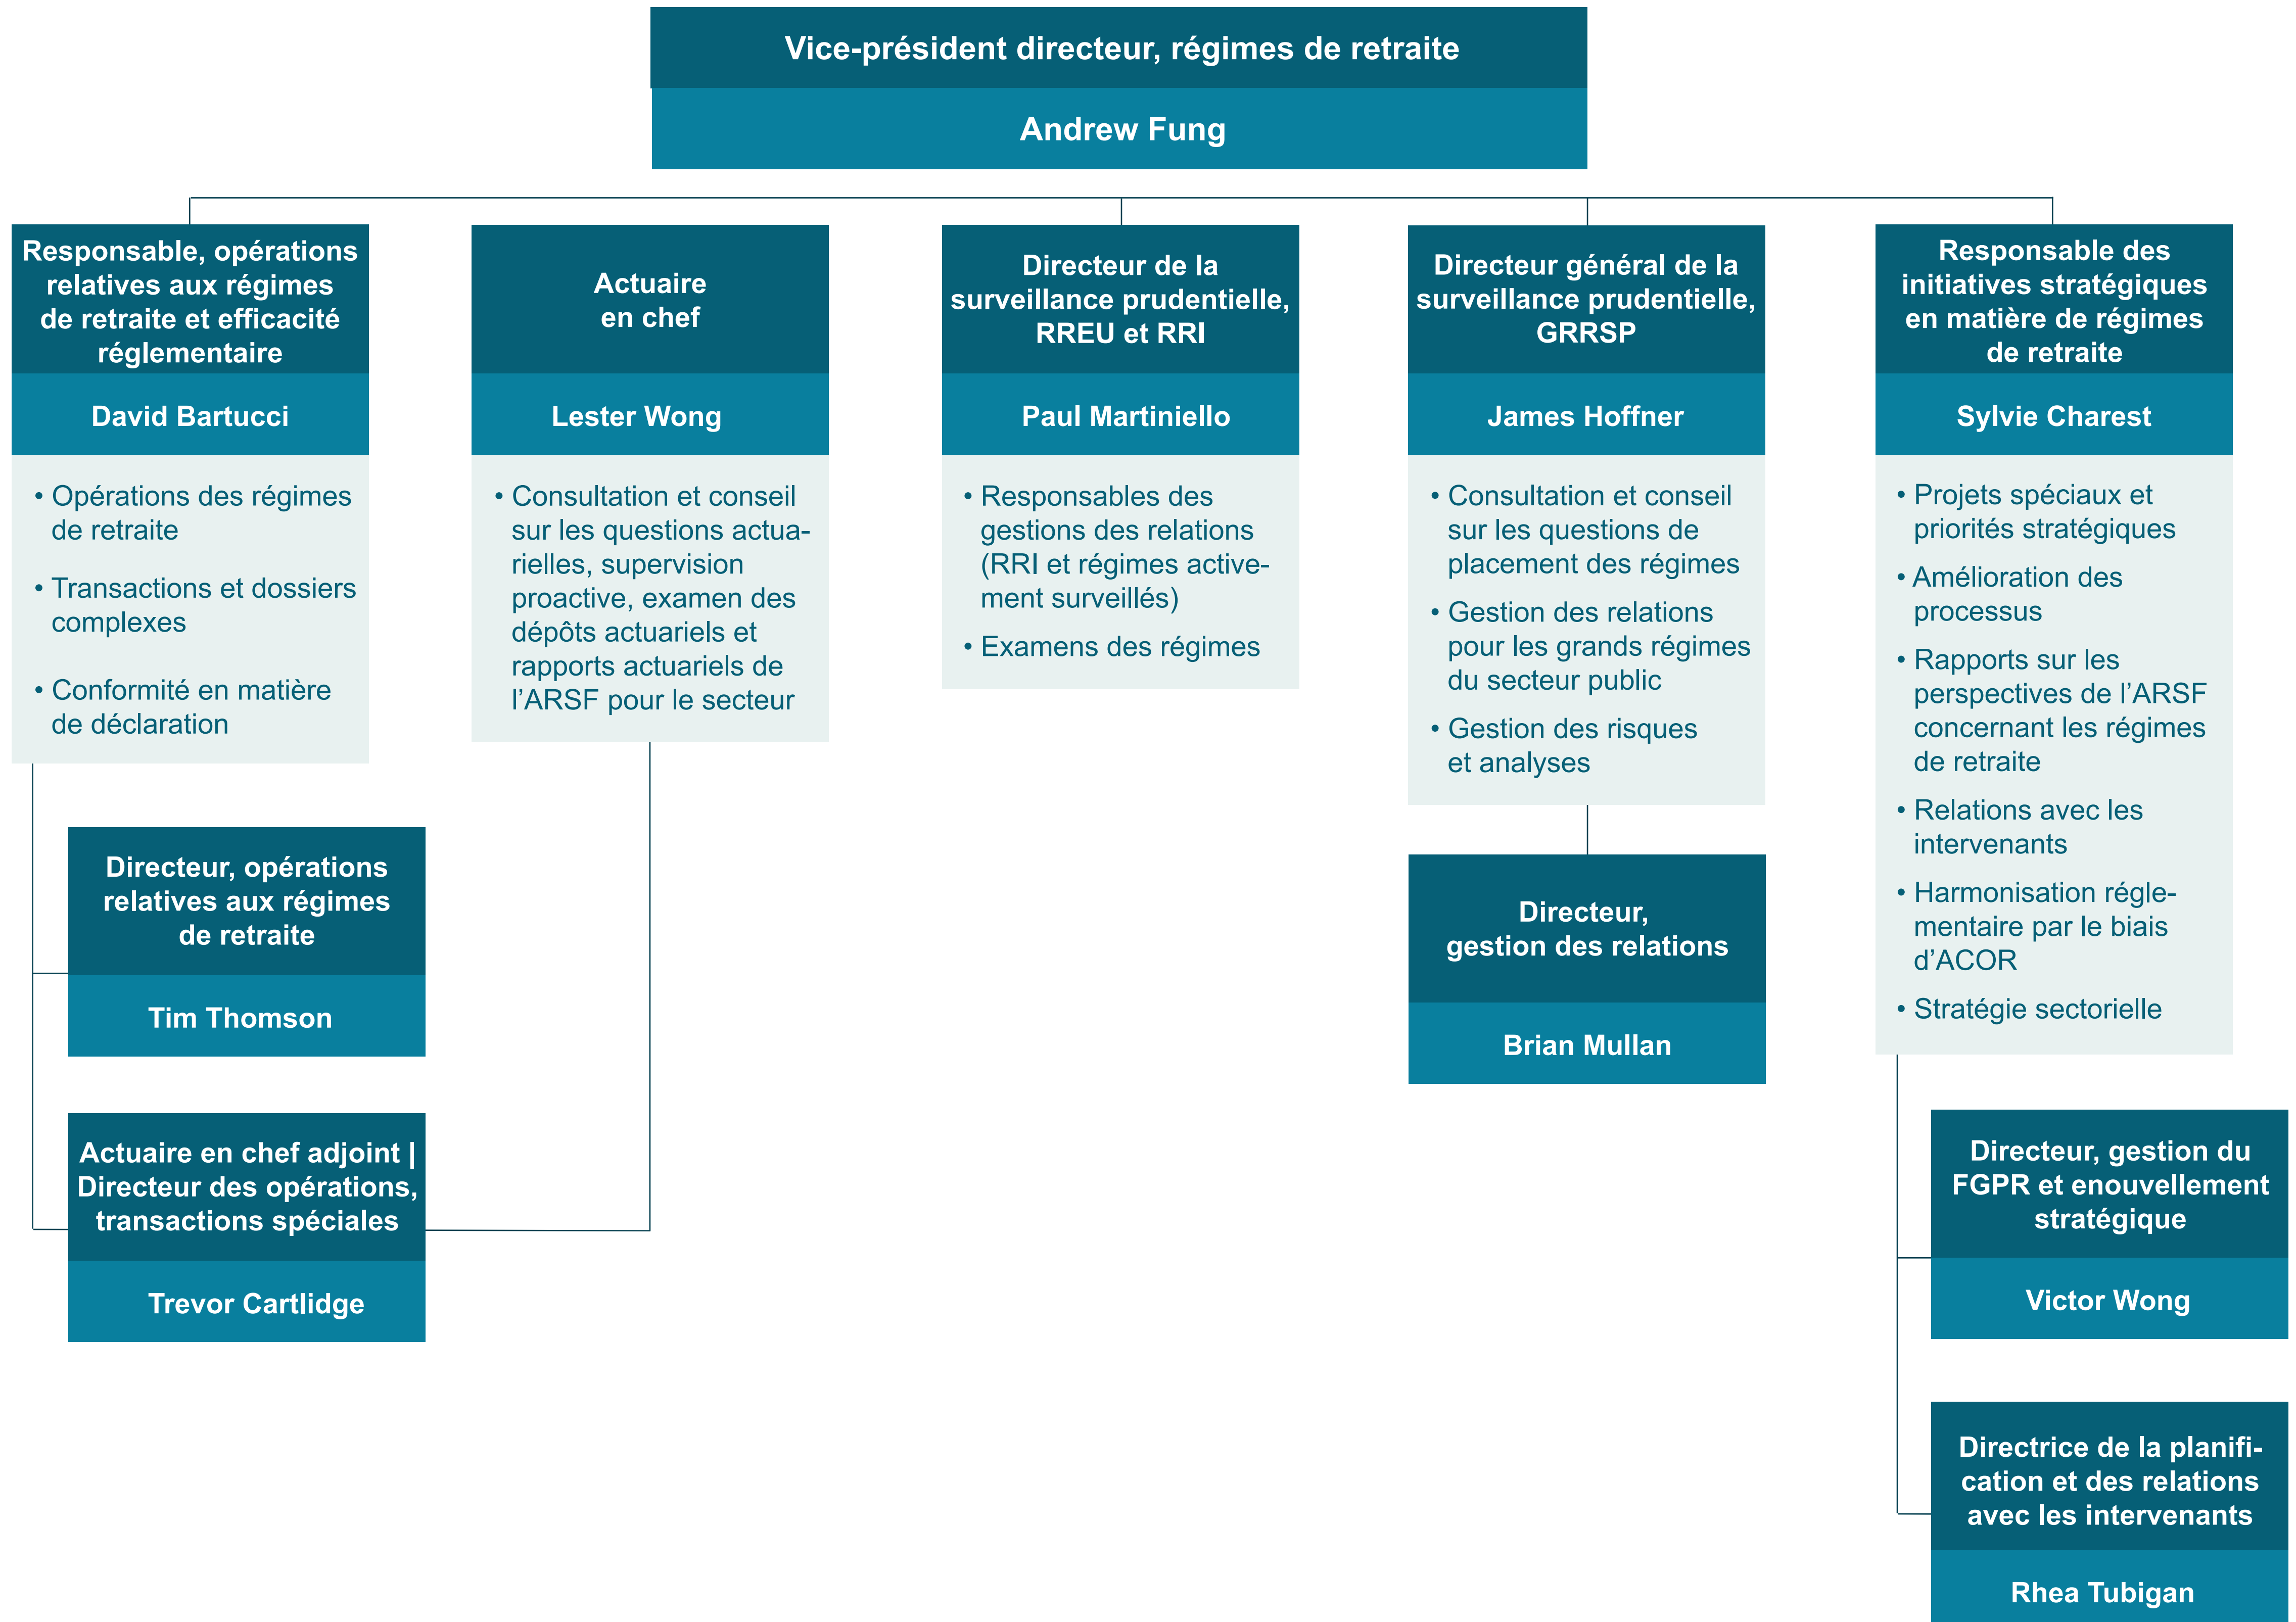 Vice-président directeur, régimes de retraite
Andrew Fung
Responsable, opérations
relatives aux régimes
de retraite et efficacité
réglementaire
David Bartucci
• Opérations des régimes
de retraite
• Transactions et dossiers
complexes
• Conformité en matière
de déclaration
Directeur, opérations
relatives aux régimes
de retraite
Tim Thomson
Actuaire en chef adjoint |
Directeur des opérations,
transactions spéciales
Trevor Cartlidge
Actuaire
en chef
Lester Wong
• Consultation et conseil
sur les questions actua-
rielles, supervision
proactive, examen des
dépôts actuariels et
rapports actuariels de
l’ARSF pour le secteur
Directeur de la
surveillance prudentielle,
RREU et RRI
Paul Martiniello
• Responsables des
gestions des relations
(RRI et régimes active-
ment surveillés)
• Examens des régimes
Directeur général de la
surveillance prudentielle,
GRRSP
James Hoffner
• Consultation et conseil
sur les questions de
placement des régimes
• Gestion des relations
pour les grands régimes
du secteur public
• Gestion des risques
et analyses
Directeur,
gestion des relations
Brian Mullan
Responsable des
initiatives stratégiques
en matière de régimes
de retraite
Sylvie Charest
• Projets spéciaux et
priorités stratégiques
• Amélioration des
processus
• Rapports sur les
perspectives de l’ARSF
concernant les régimes
de retraite
• Relations avec les
intervenants
• Harmonisation régle-
mentaire par le biais
d’ACOR
• Stratégie sectorielle
Directeur, gestion du
FGPR et enouvellement
stratégique
Victor Wong
Directrice de la planifi-
cation et des relations
avec les intervenants
Rhea Tubigan